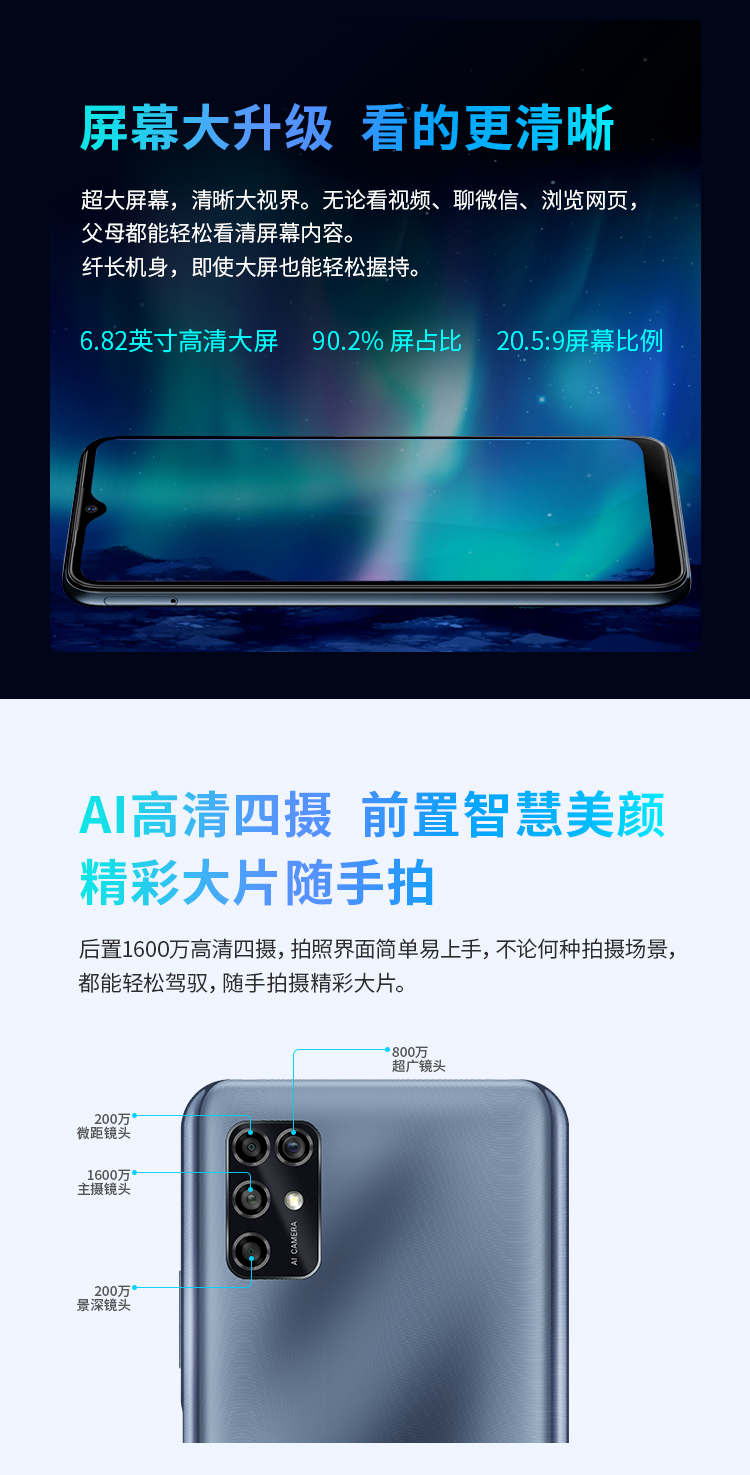 屏幕大升级 看的更清晰
超大屏幕，清晰大视界。无论看视频、聊微信、浏览网页，
父母都能轻松看清屏幕内容。
纤长机身，即使大屏也能轻松握持。
6.82英寸高清大屏 90.2% 屏占比 20.5:9屏幕比例
AI高清四摄 前置智慧美颜
精彩大片随手拍
后置1600万高清四摄，拍照界面简单易上手，不论何种拍摄场景，
都能轻松驾驭，随手拍摄精彩大片。
800万
超广镜头
200万
微距镜头
1600万
主摄镜头
AI CAMERA
200万
景深镜头